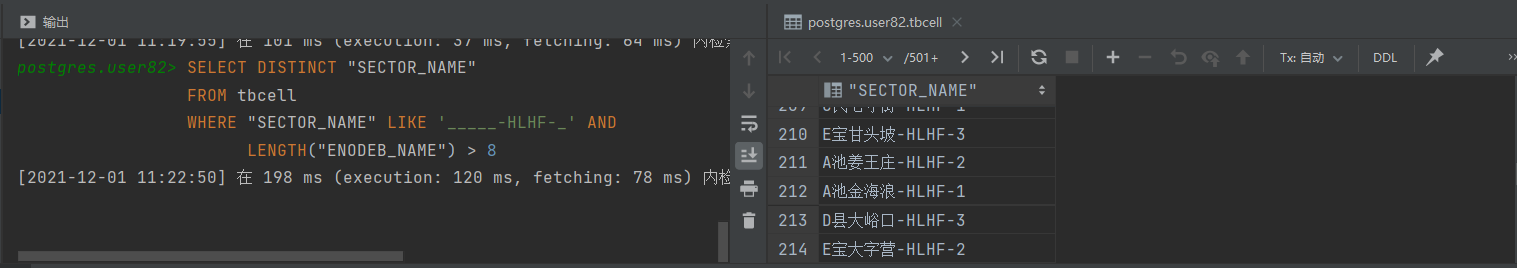 输出
[2021-12-01 11:19:55] 在 101 ms (execution: 37 ms, fetching: 64 ms) 内检
postgres.user82> SELECT DISTINCT "SECTOR_NAME"
FROM tbcell
WHERE "SECTOR_NAME" LIKE '_____-HLHF-_' AND
LENGTH("ENODEB_NAME") > 8
[2021-12-01 11:22:50] 在 198 ms (execution: 120 ms, fetching: 78 ms) 内检
postgres.user82.tbcell
1-500 /501+ Tx: 自动 DDL
"SECTOR_NAME"
210 E宝甘头坡-HLHF-3
211 A池姜王庄-HLHF-2
212 A池金海浪-HLHF-1
213 D县大峪口-HLHF-3
214 E宝大字营-HLHF-2